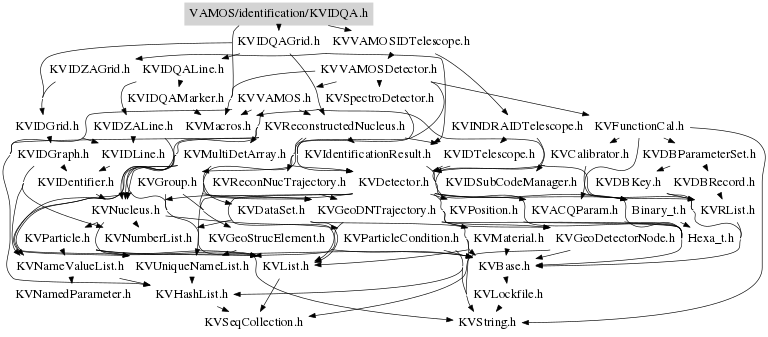 VAMOS/identification/KVIDQA.h
KVIDQAGrid.h KVVAMOSIDTelescope.h
KVIDZAGrid.h KVIDQALine.h KVVAMOSDetector.h
KVIDQAMarker.h KVVAMOS.h KVSpectroDetector.h
KVIDGrid.h KVIDZALine.h KVMacros.h KVReconstructedNucleus.h KVINDRAIDTelescope.h KVFunctionCal.h
KVIDGraph.h KVIDLine.h KVMultiDetArray.h KVIdentificationResult.h KVIDTelescope.h KVCalibrator.h KVDBParameterSet.h
KVIDentifier.h KVGroup.h KVReconNucTrajectory.h KVDetector.h KVIDSubCodeManager.h KVDBKey.h KVDBRecord.h
KVNucleus.h KVDataSet.h KVGeoDNTrajectory.h KVPosition.h KVACQParam.h Binary_t.h KVRList.h
KVParticle.h KVNumberList.h KVGeoStrucElement.h KVParticleCondition.h KVMaterial.h KVGeoDetectorNode.h Hexa_t.h
KVNameValueList.h KVUniqueNameList.h KVList.h KVBase.h
KVNamedParameter.h KVHashList.h KVLockfile.h
KVSeqCollection.h KVString.h